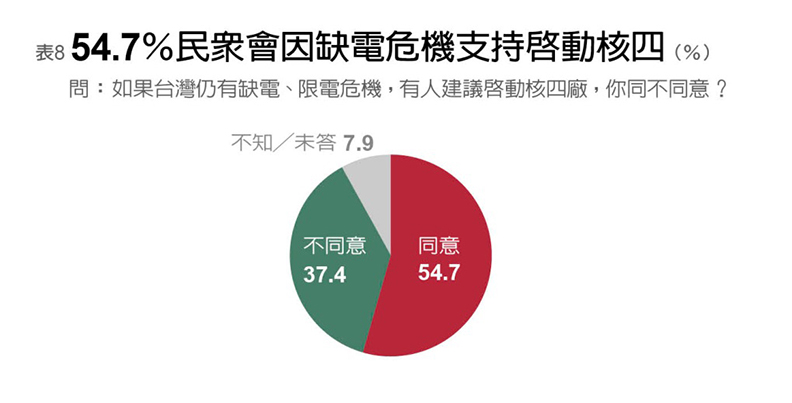 表8 54.7%民眾會因缺電危機支持啓動核四（%）
問：如果台灣仍有缺電、限電危機，有人建議啓動核四廠，你同不同意？
不知／未答 7.9
不同意
37.4
同意
54.7